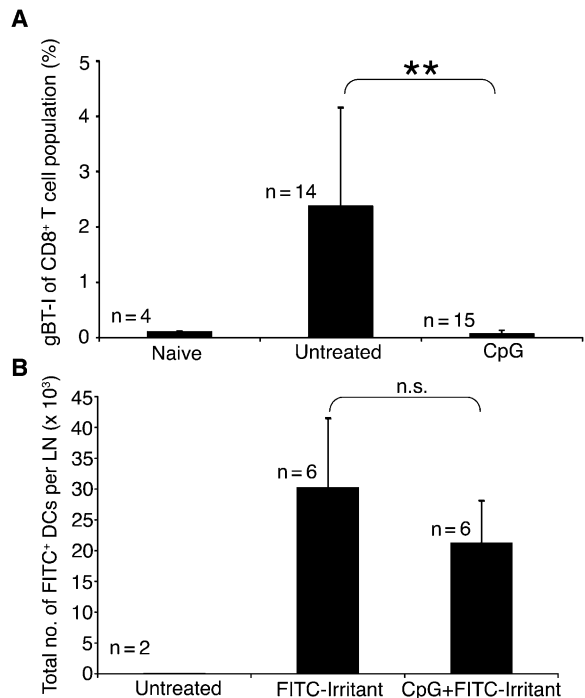 A
gBT-I of CD8⁺ T cell population (%)
5
4
3
2
1
0
**
n = 4
n = 14
n = 15
Naive
Untreated
CpG
B
Total no. of FITC⁺ DCs per LN (x 10³)
45
40
35
30
25
20
15
10
5
0
n.s.
n = 2
n = 6
n = 6
Untreated
FITC-Irritant
CpG+FITC-Irritant